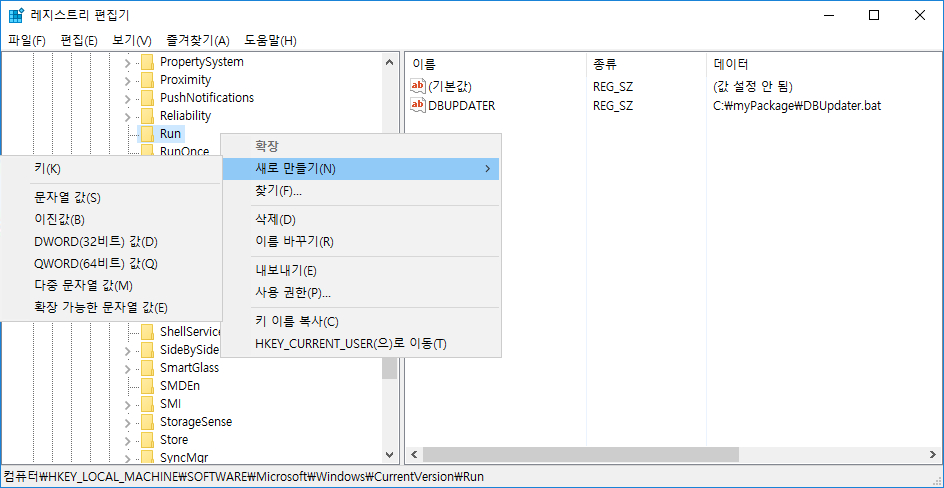 레지스트리 편집기
파일(F) 편집(E) 보기(V) 즐겨찾기(A) 도움말(H)
PropertySystem
Proximity
PushNotifications
Reliability
Run
RunOnce
ShellService
SideBySide
SmartGlass
SMDEn
SMI
StorageSense
Store
SyncMgr
확장
새로 만들기(N)
찾기(F)...
삭제(D)
이름 바꾸기(R)
내보내기(E)
사용 권한(P)...
키 이름 복사(C)
HKEY_CURRENT_USER(으)로 이동(T)
키(K)
문자열 값(S)
이진값(B)
DWORD(32비트) 값(D)
QWORD(64비트) 값(Q)
다중 문자열 값(M)
확장 가능한 문자열 값(E)
이름 종류 데이터
ab (기본값) REG_SZ (값 설정 안 됨)
ab DBUPDATER REG_SZ C:₩myPackage₩DBUpdater.bat
컴퓨터₩HKEY_LOCAL_MACHINE₩SOFTWARE₩Microsoft₩Windows₩CurrentVersion₩Run